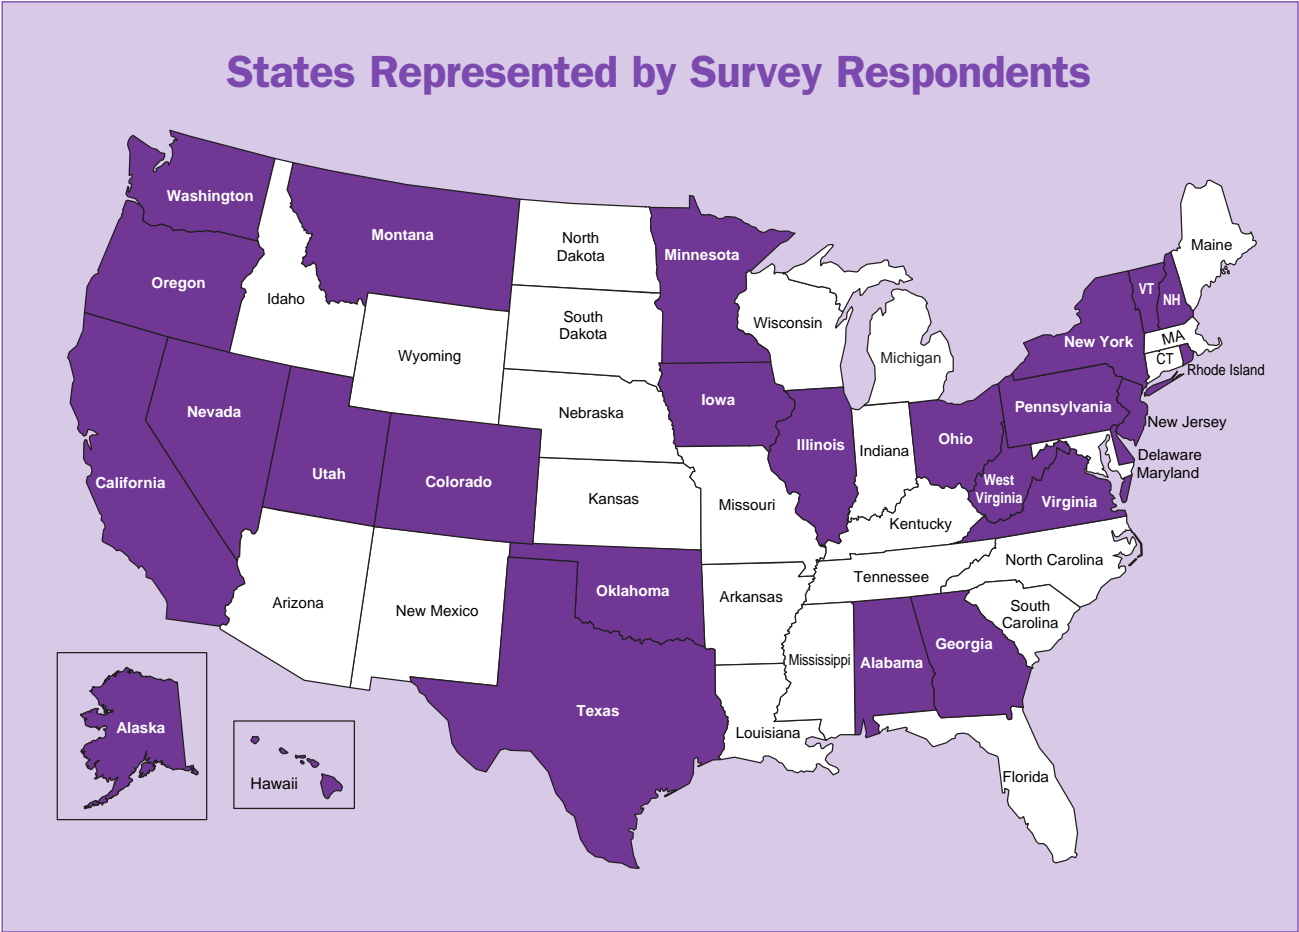 States Represented by Survey Respondents
Washington
Oregon
California
Nevada
Idaho
Montana
Wyoming
Utah
Colorado
Arizona
New Mexico
North
Dakota
South
Dakota
Nebraska
Kansas
Oklahoma
Texas
Minnesota
Iowa
Missouri
Arkansas
Louisiana
Wisconsin
Illinois
Michigan
Indiana
Ohio
Kentucky
Tennessee
Mississippi
Alabama
Georgia
Florida
South
Carolina
North Carolina
Virginia
West
Virginia
Pennsylvania
New York
VT
NH
Maine
MA
CT
Rhode Island
New Jersey
Delaware
Maryland
Alaska
Hawaii